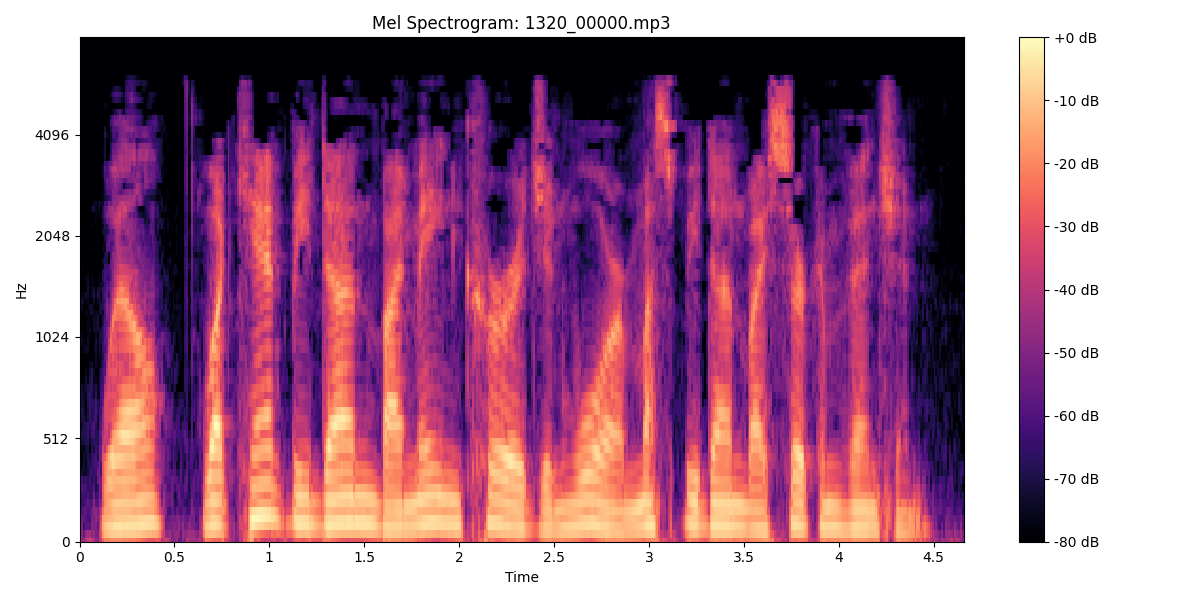 Mel Spectrogram: 1320_00000.mp3
+0 dB
-10 dB
-20 dB
-30 dB
-40 dB
-50 dB
-60 dB
-70 dB
-80 dB
4096
2048
1024
512
0
Hz
0 0.5 1 1.5 2 2.5 3 3.5 4 4.5
Time